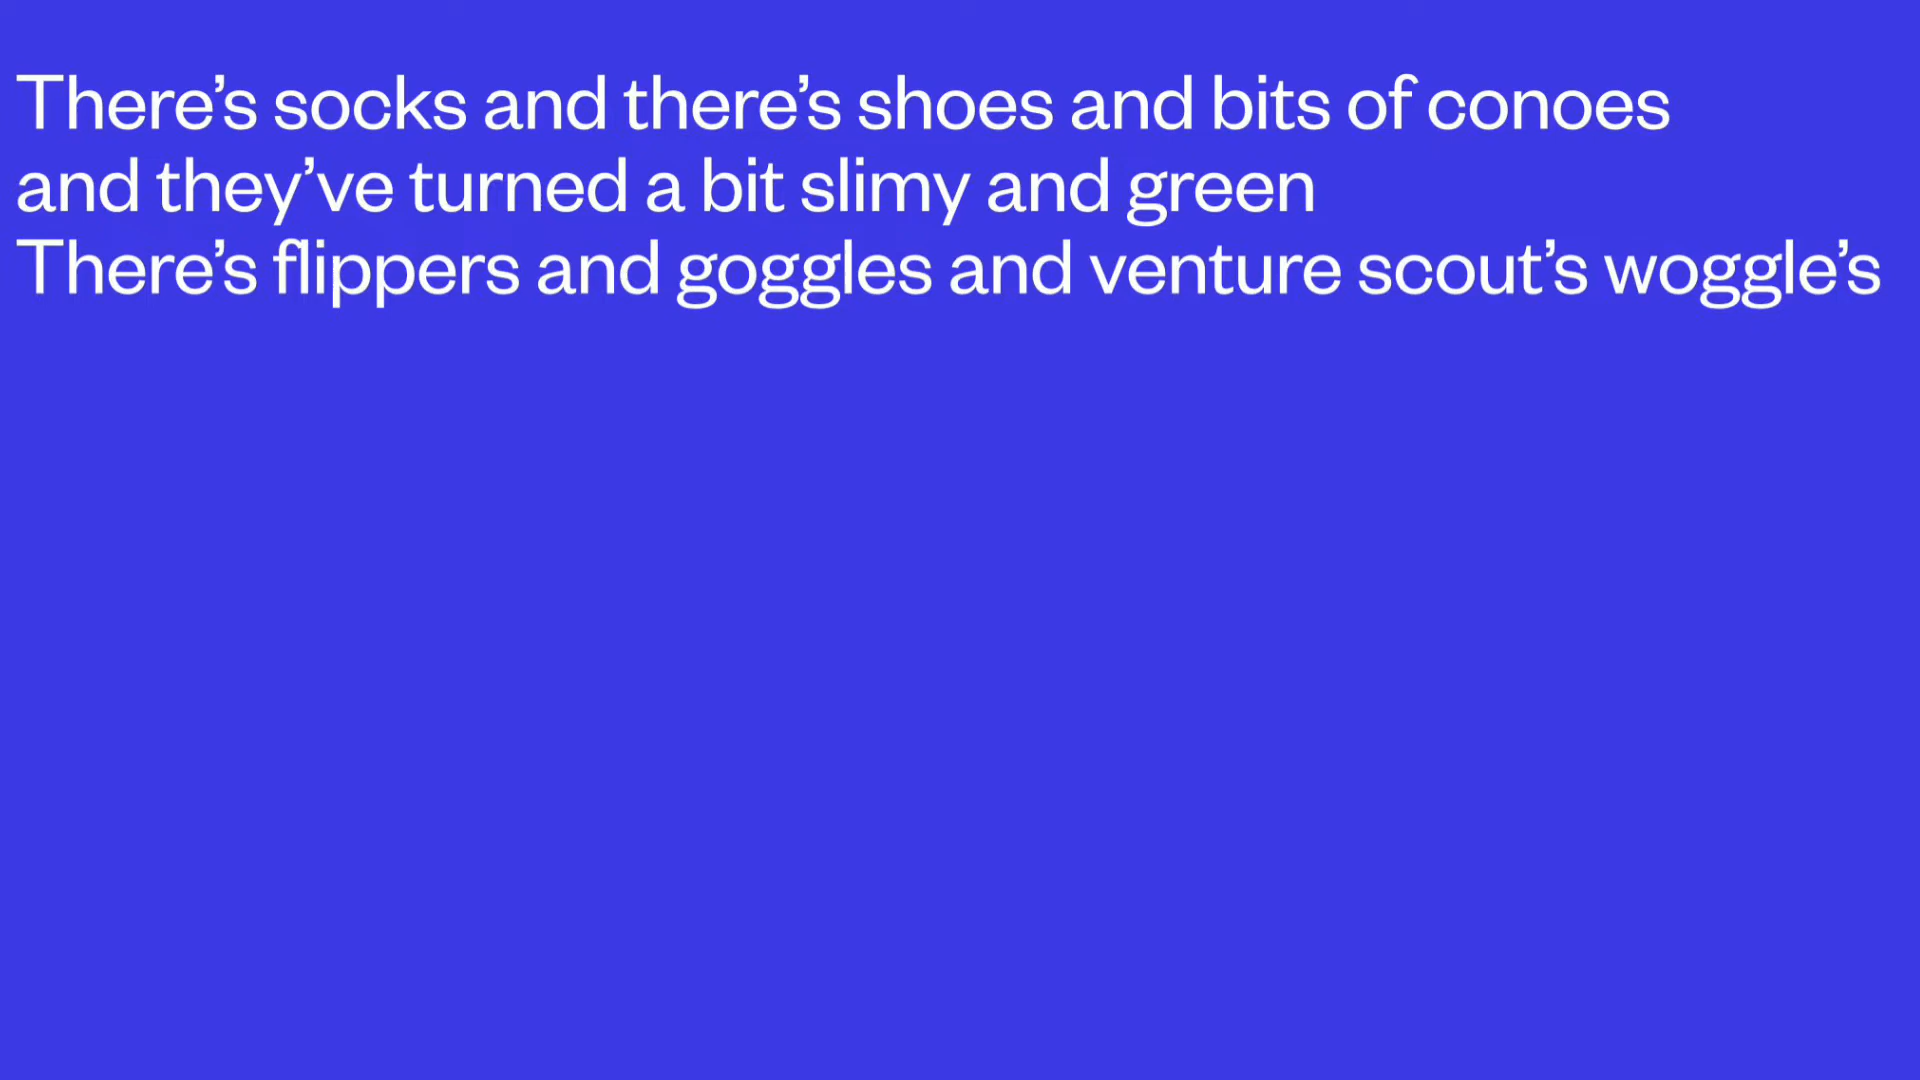 There’s socks and there’s shoes and bits of conoes
and they’ve turned a bit slimy and green
There’s flippers and goggles and venture scout’s woggle’s